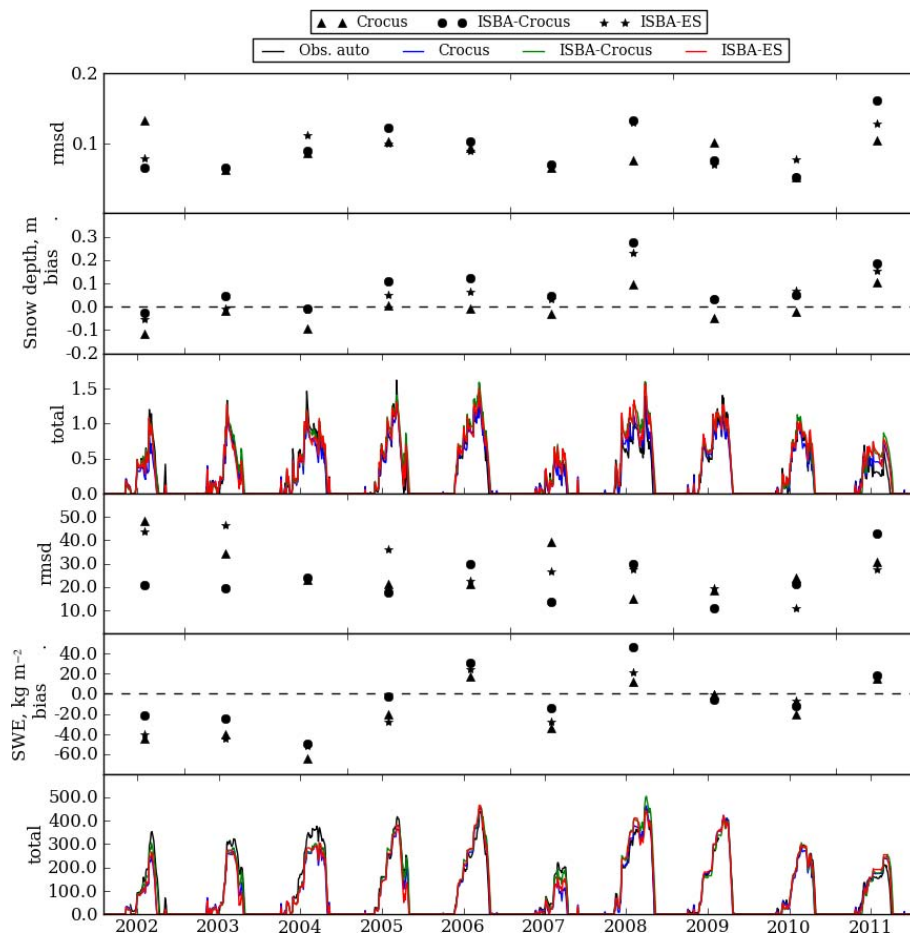 Crocus ISBA-Crocus ISBA-ES
Obs. auto Crocus ISBA-Crocus ISBA-ES
0.2
0.1
rmsd
Snow depth, m
bias
0.3
0.2
0.1
0.0
-0.1
-0.2
total
1.5
1.0
0.5
0.0
rmsd
50.0
40.0
30.0
20.0
10.0
SWE, kg m⁻²
bias
40.0
20.0
0.0
-20.0
-40.0
-60.0
total
500.0
400.0
300.0
200.0
100.0
0.0
2002 2003 2004 2005 2006 2007 2008 2009 2010 2011